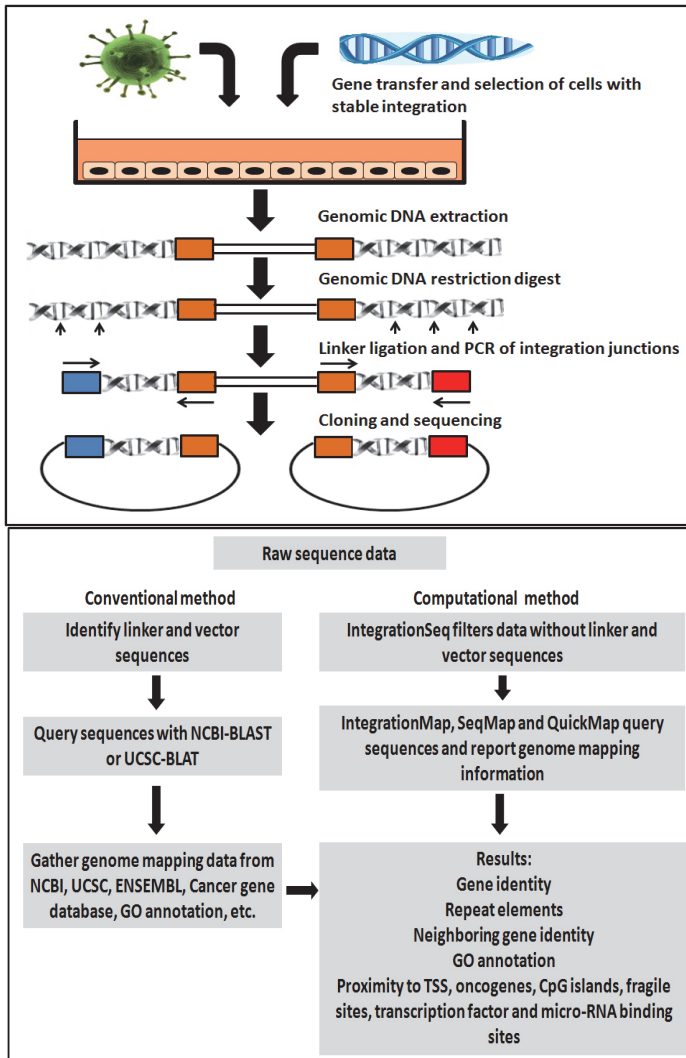 Gene transfer and selection of cells with
stable integration
Genomic DNA extraction
Genomic DNA restriction digest
Linker ligation and PCR of integration junctions
Cloning and sequencing
Raw sequence data
Conventional method
Identify linker and vector
sequences
Query sequences with NCBI-BLAST
or UCSC-BLAT
Gather genome mapping data from
NCBI, UCSC, ENSEMBL, Cancer gene
database, GO annotation, etc.
Computational method
IntegrationSeq filters data without linker and
vector sequences
IntegrationMap, SeqMap and QuickMap query
sequences and report genome mapping
information
Results:
Gene identity
Repeat elements
Neighboring gene identity
GO annotation
Proximity to TSS, oncogenes, CpG islands, fragile
sites, transcription factor and micro-RNA binding
sites